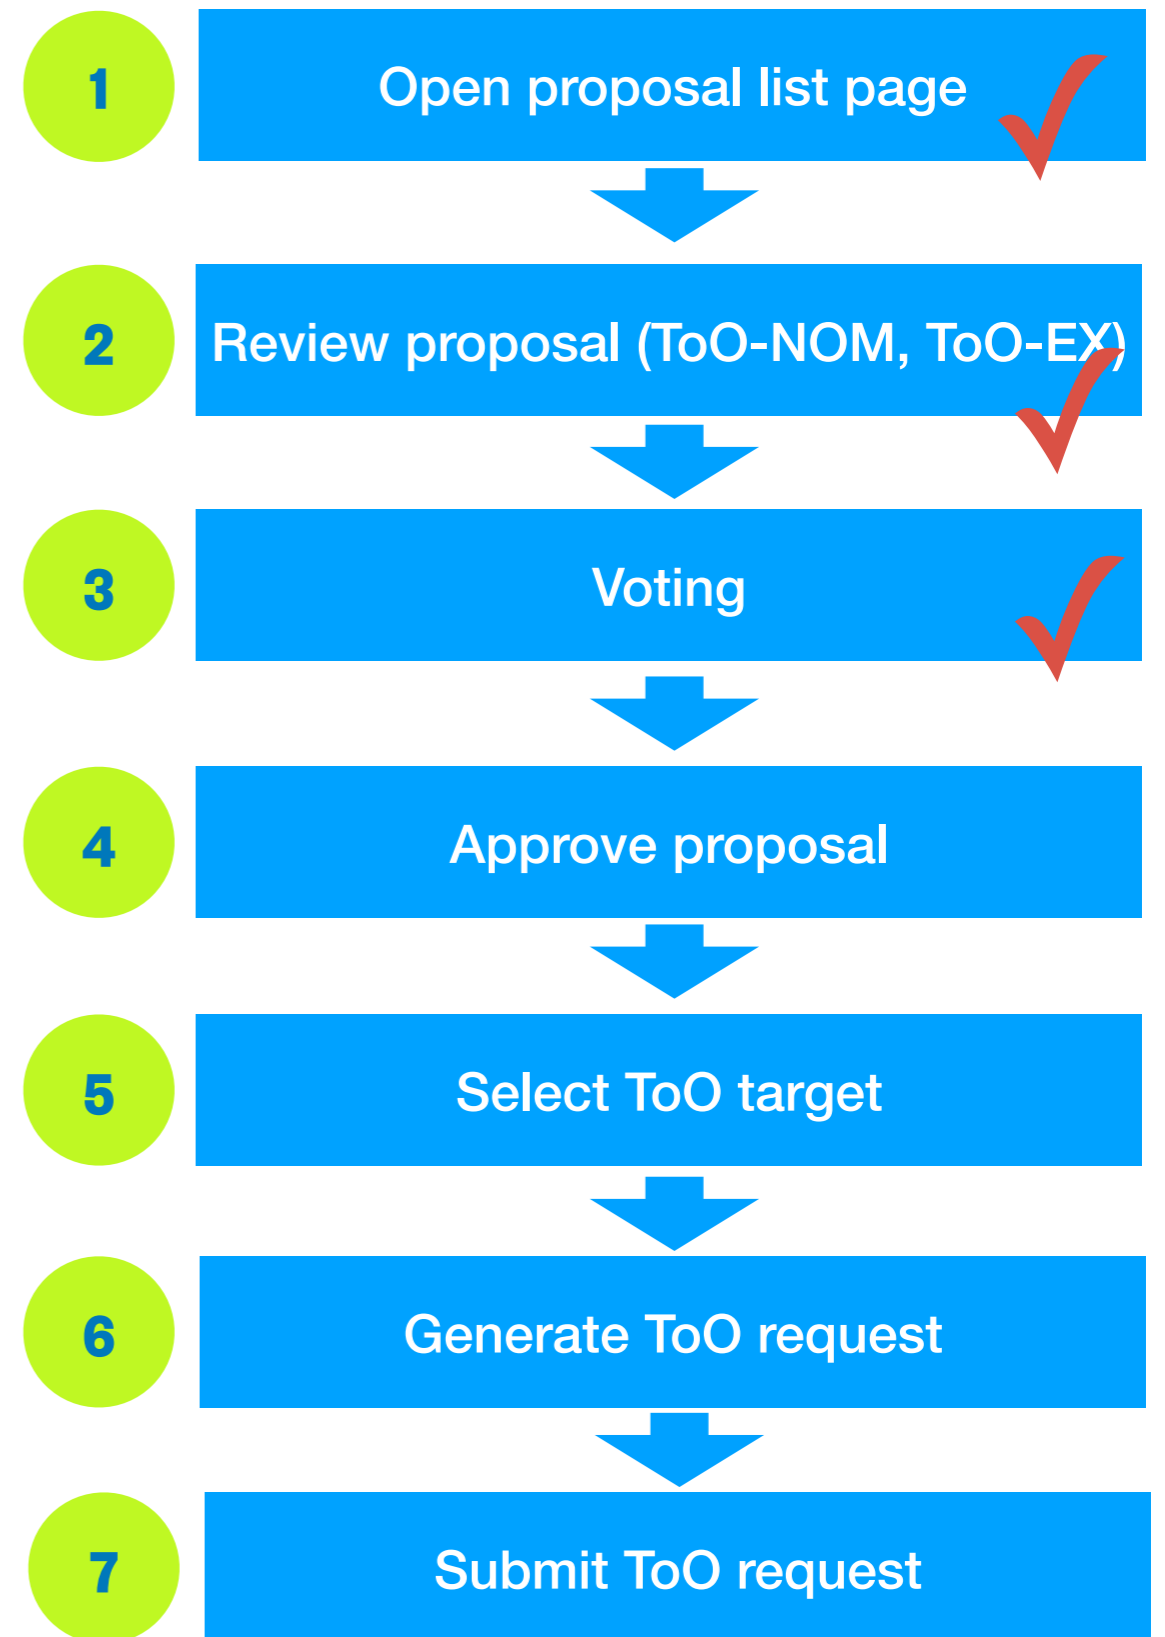 1
Open proposal list page
2
Review proposal (ToO-NOM, ToO-EX)
3
Voting
4
Approve proposal
5
Select ToO target
6
Generate ToO request
7
Submit ToO request